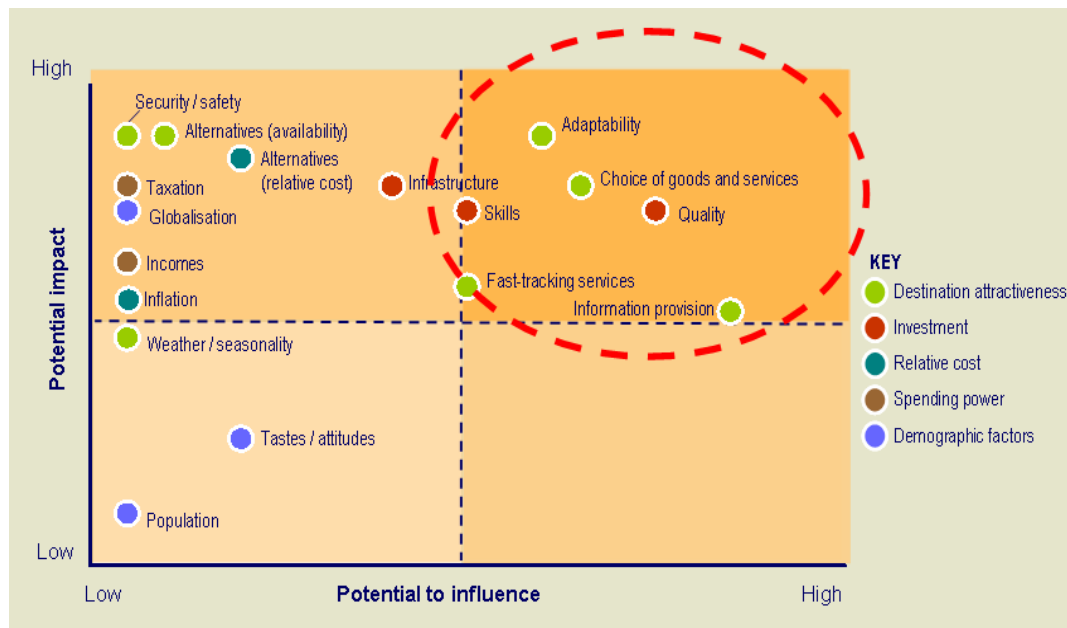 High
Security / safety
Alternatives (availability)
Adaptability
Alternatives
(relative cost)
Taxation
Infrastructure
Choice of goods and services
Globalisation
Skills
Quality
Incomes
Fast-tracking services
Inflation
Information provision
Weather / seasonality
Tastes / attitudes
Population
Potential impact
Low
Low
Potential to influence
High
KEY
Destination attractiveness
Investment
Relative cost
Spending power
Demographic factors